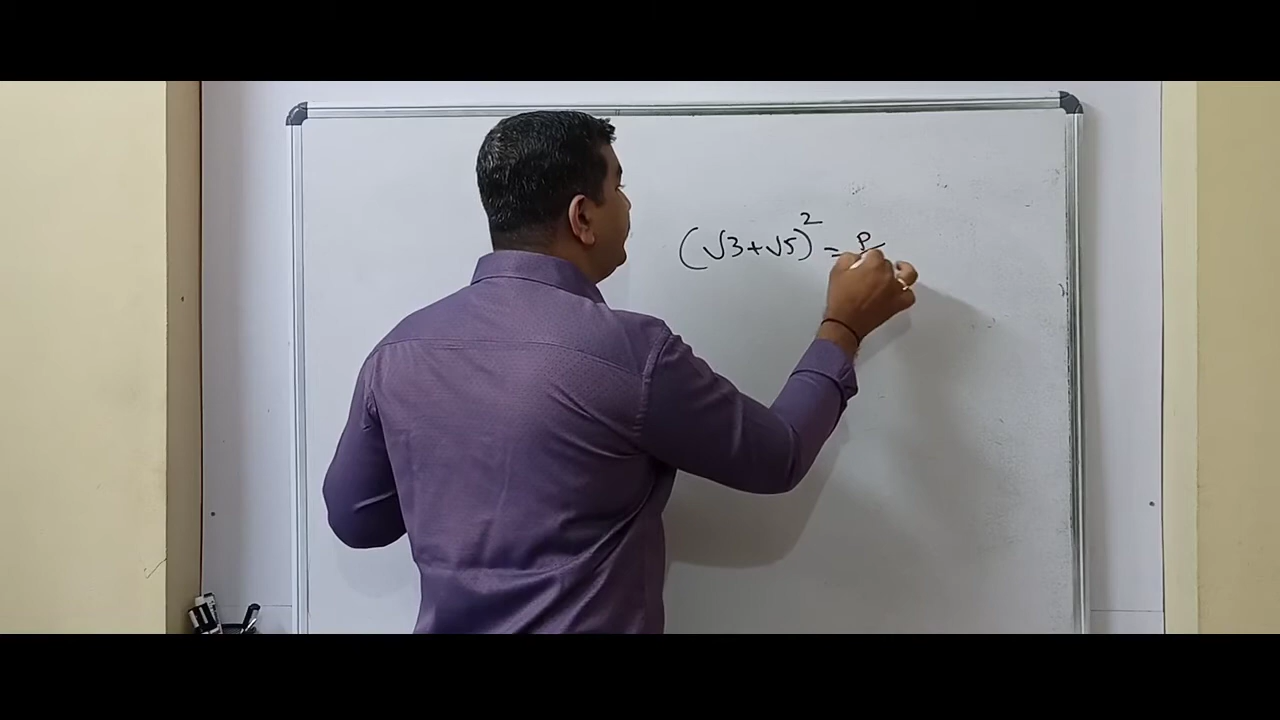 (√3+√5)² = P